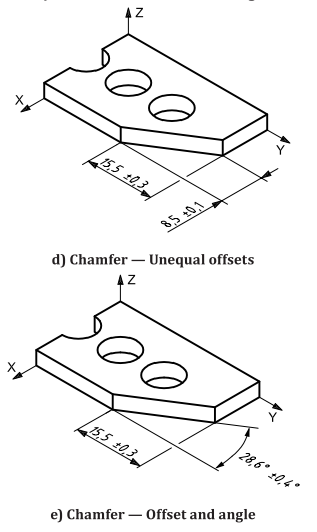 Z
X
Y
15,5 ±0,3
8,5 ±0,1
d) Chamfer — Unequal offsets
Z
X
Y
15,5 ±0,3
28,6° ±0,4°
e) Chamfer — Offset and angle